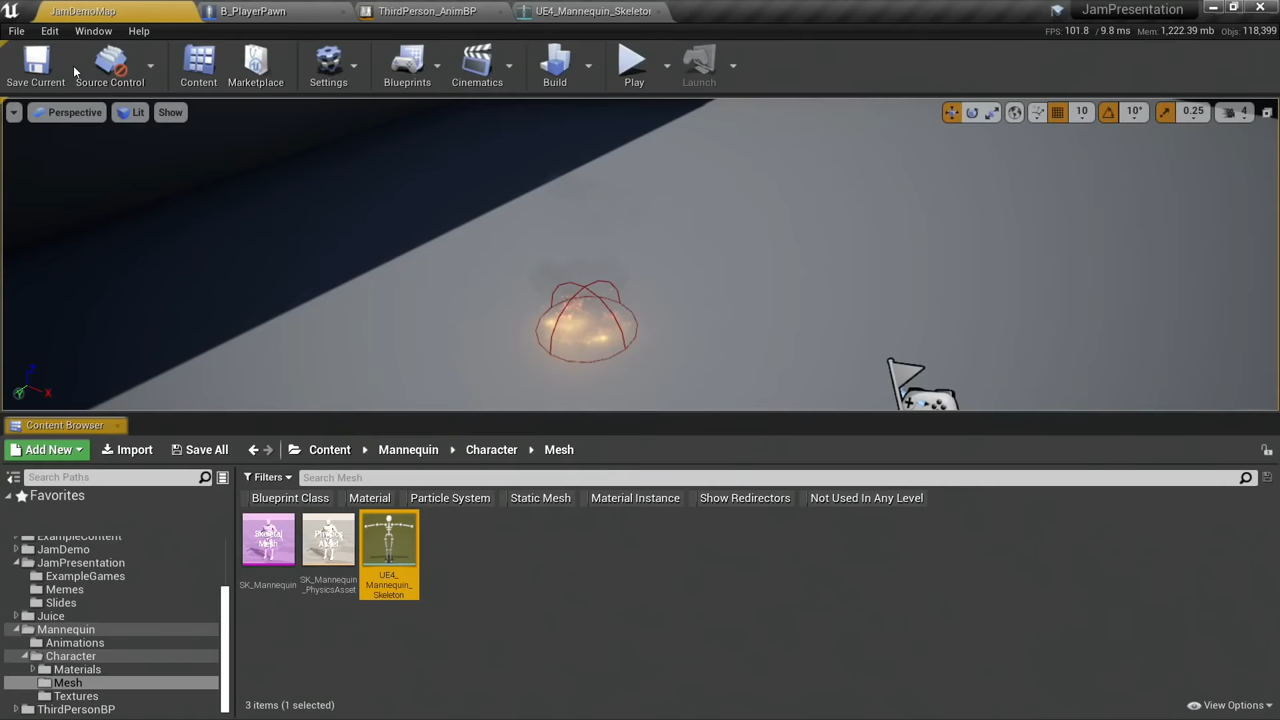 JamDemoMap
B_PlayerPawn
ThirdPerson_AnimBP
UE4_Mannequin_Skeleton
JamPresentation
File Edit Window Help
FPS: 101.8 / 9.8 ms Mem: 1,222.39 mb Objs: 118,399
Save Current
Source Control
Content
Marketplace
Settings
Blueprints
Cinematics
Build
Play
Launch
Perspective Lit Show
10 10° 0.25 4
Z X Y
Content Browser
Add New Import Save All Content Mannequin Character Mesh
Search Paths
Filters Search Mesh
Favorites
Blueprint Class Material Particle System Static Mesh Material Instance Show Redirectors Not Used In Any Level
ExampleContent
JamDemo
JamPresentation
ExampleGames
Memes
Slides
Juice
Mannequin
Animations
Character
Materials
Mesh
Textures
ThirdPersonBP
Skeletal
Mesh
SK_Mannequin
Physics
Asset
SK_Mannequin
_PhysicsAsset
UE4_
Mannequin_
Skeleton
3 items (1 selected)
View Options